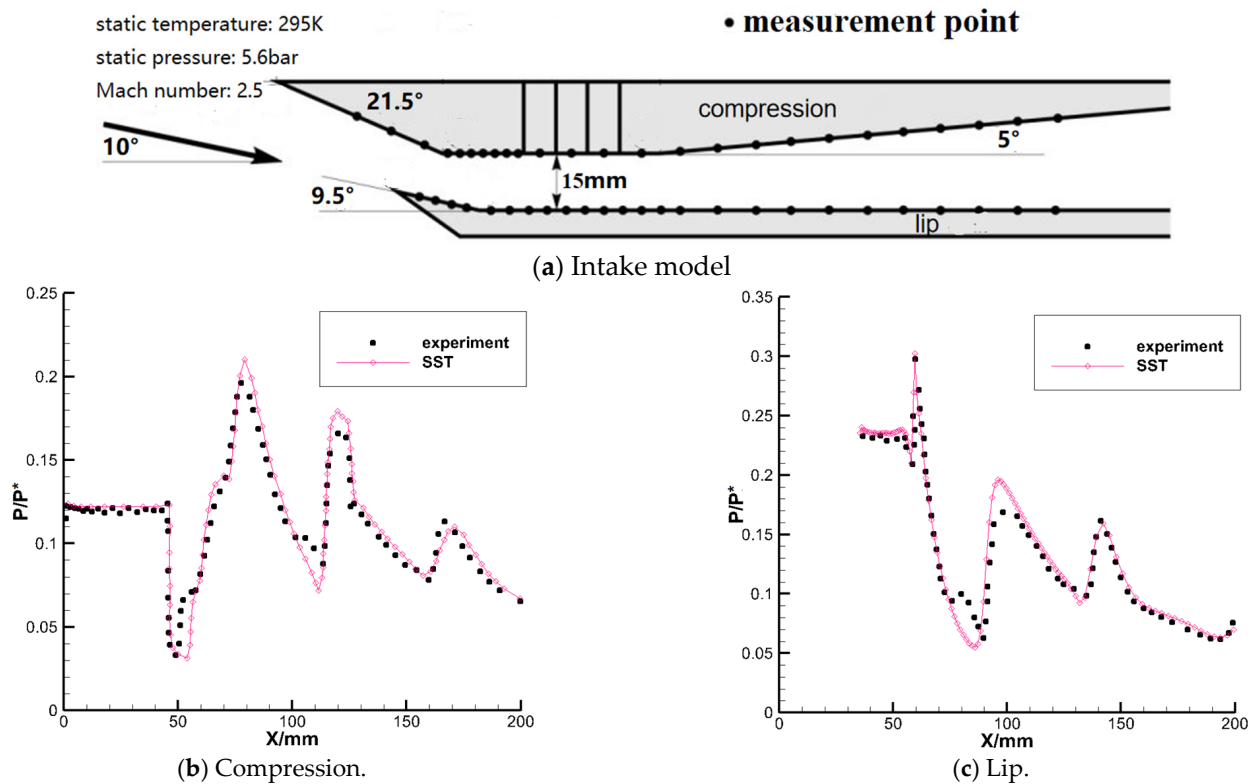 static temperature: 295K
static pressure: 5.6bar
Mach number: 2.5
• measurement point
21.5°
compression
10°
5°
15mm
9.5°
lip
(a) Intake model
0.25
0.2
0.15
0.1
0.05
0
P/P*
experiment
SST
0 50 100 150 200
X/mm
(b) Compression.
0.35
0.3
0.25
0.2
0.15
0.1
0.05
0
P/P*
experiment
SST
0 50 100 150 200
X/mm
(c) Lip.